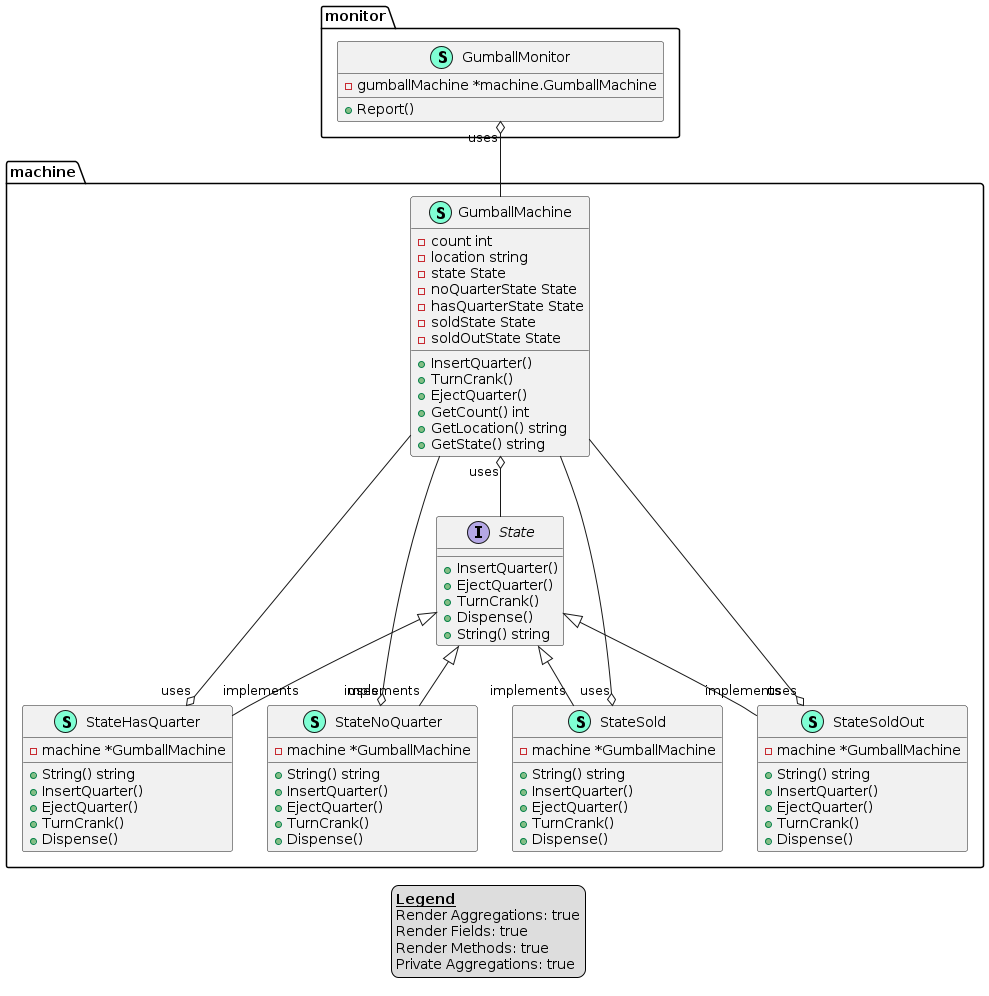 monitor
S GumballMonitor
gumballMachine *machine.GumballMachine
Report()
uses
machine
S GumballMachine
count int
location string
state State
noQuarterState State
hasQuarterState State
soldState State
soldOutState State
InsertQuarter()
TurnCrank()
EjectQuarter()
GetCount() int
GetLocation() string
GetState() string
uses
I State
InsertQuarter()
EjectQuarter()
TurnCrank()
Dispense()
String() string
uses implements uses implements implements uses implements uses
S StateHasQuarter
machine *GumballMachine
String() string
InsertQuarter()
EjectQuarter()
TurnCrank()
Dispense()
S StateNoQuarter
machine *GumballMachine
String() string
InsertQuarter()
EjectQuarter()
TurnCrank()
Dispense()
S StateSold
machine *GumballMachine
String() string
InsertQuarter()
EjectQuarter()
TurnCrank()
Dispense()
S StateSoldOut
machine *GumballMachine
String() string
InsertQuarter()
EjectQuarter()
TurnCrank()
Dispense()
Legend
Render Aggregations: true
Render Fields: true
Render Methods: true
Private Aggregations: true